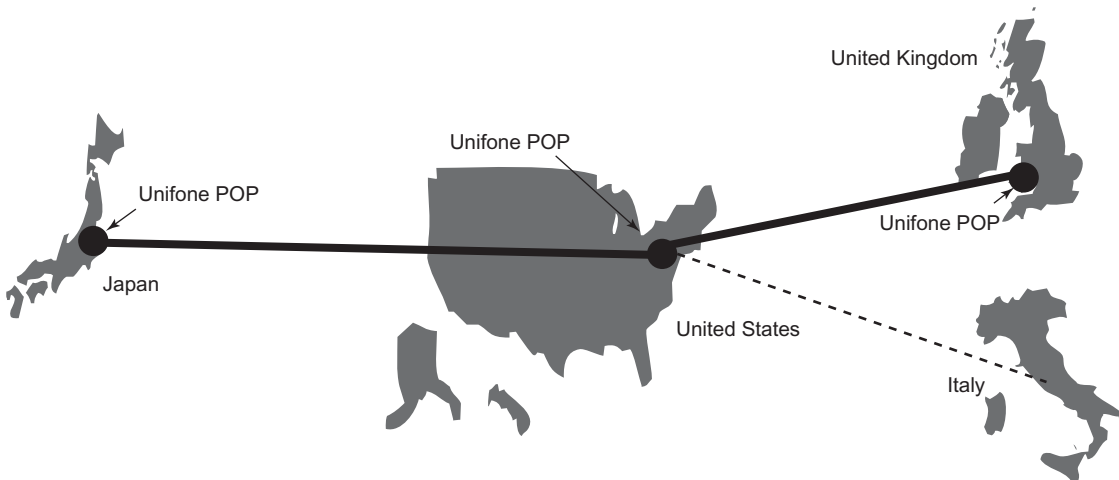 United Kingdom
Unifone POP
Unifone POP
Unifone POP
Japan
United States
Italy